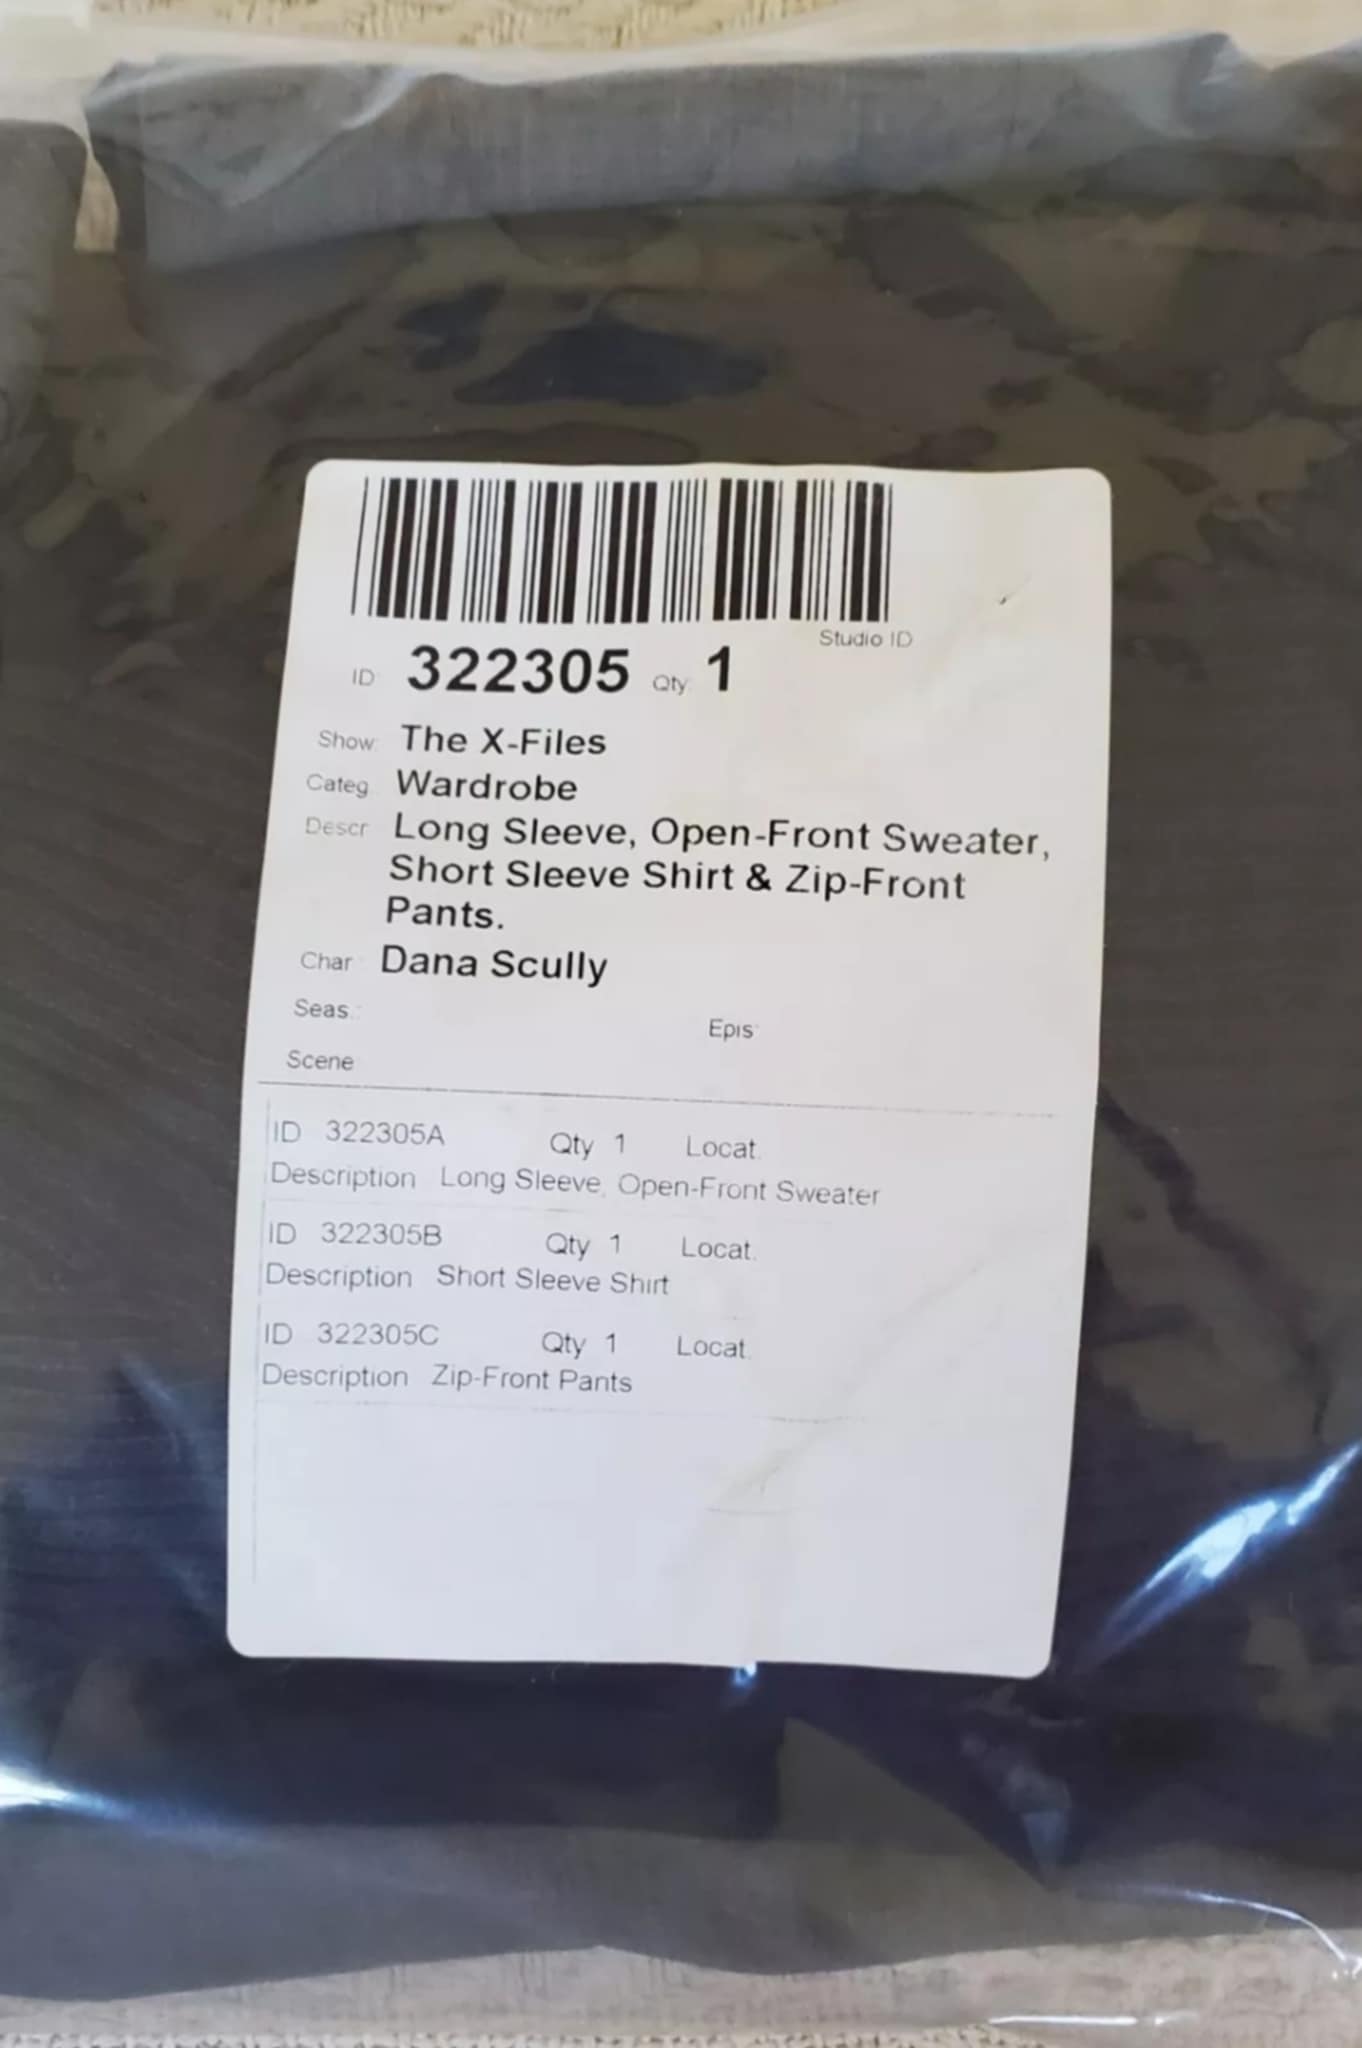 Studio ID
ID 322305 Qty 1
Show: The X-Files
Categ. Wardrobe
Descr Long Sleeve, Open-Front Sweater,
Short Sleeve Shirt & Zip-Front
Pants.
Char Dana Scully
Seas.: Epis
Scene
ID 322305A Qty 1 Locat.
Description Long Sleeve, Open-Front Sweater
ID 322305B Qty 1 Locat.
Description Short Sleeve Shirt
ID 322305C Qty 1 Locat.
Description Zip-Front Pants